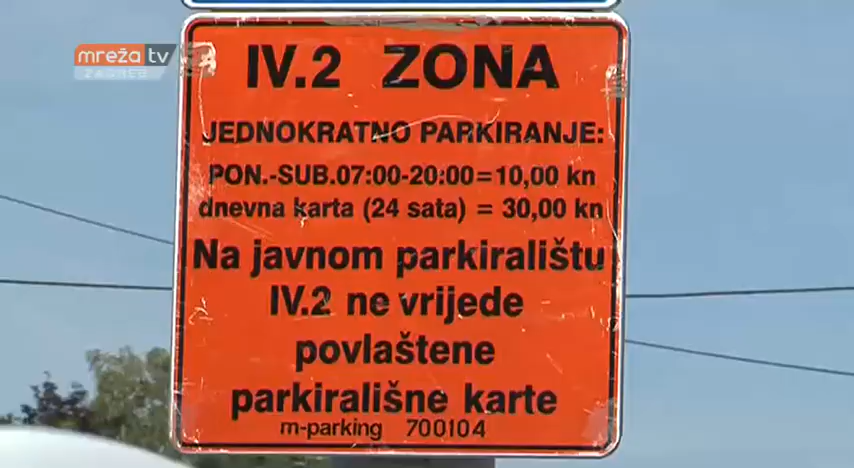 mreža tv
ZAGREB
IV.2 ZONA
JEDNOKRATNO PARKIRANJE:
PON.-SUB.07:00-20:00=10,00 kn
dnevna karta (24 sata) = 30,00 kn
Na javnom parkiralištu
IV.2 ne vrijede
povlaštene
parkirališne karte
m-parking 700104